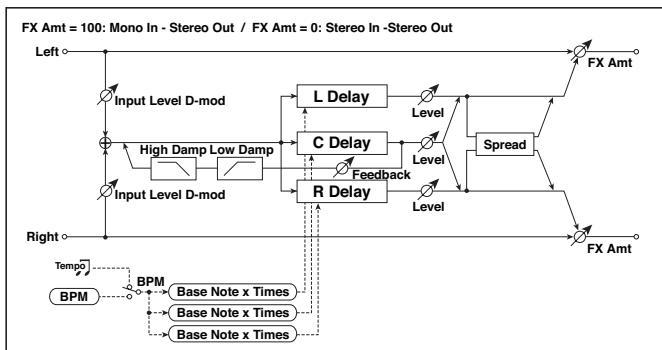 FX Amt = 100: Mono In - Stereo Out  /  FX Amt = 0: Stereo In -Stereo Out
Left
FX Amt
Input Level D-mod
L Delay
Level
High Damp
Low Damp
C Delay
Level
Spread
Feedback
Input Level D-mod
R Delay
Level
Right
FX Amt
Tempo
BPM
BPM
Base Note x Times
Base Note x Times
Base Note x Times